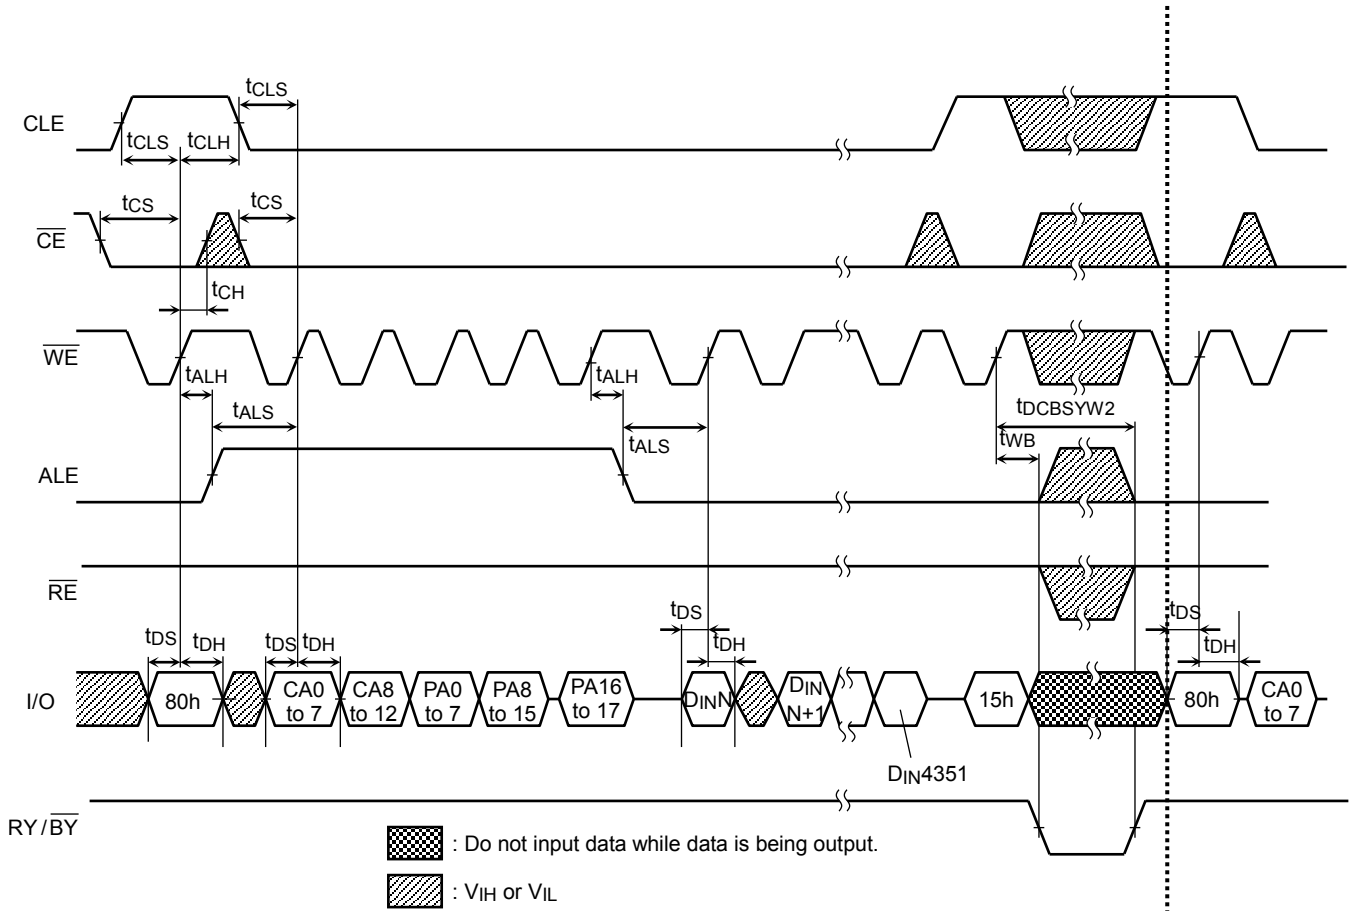 tCLS
CLE
tCLS
tCLH
tCS
tCS
CE
tCH
WE
tALH
tALH
tALS
tDCBSYW2
tALS
tWB
ALE
RE
tDS
tDS
tDS
tDH
tDS
tDH
tDH
tDH
I/O
80h
CA0
to 7
CA8
to 12
PA0
to 7
PA8
to 15
PA16
to 17
DINN
DIN
N+1
15h
80h
CA0
to 7
DIN4351
RY/BY
: Do not input data while data is being output.
: VIH or VIL